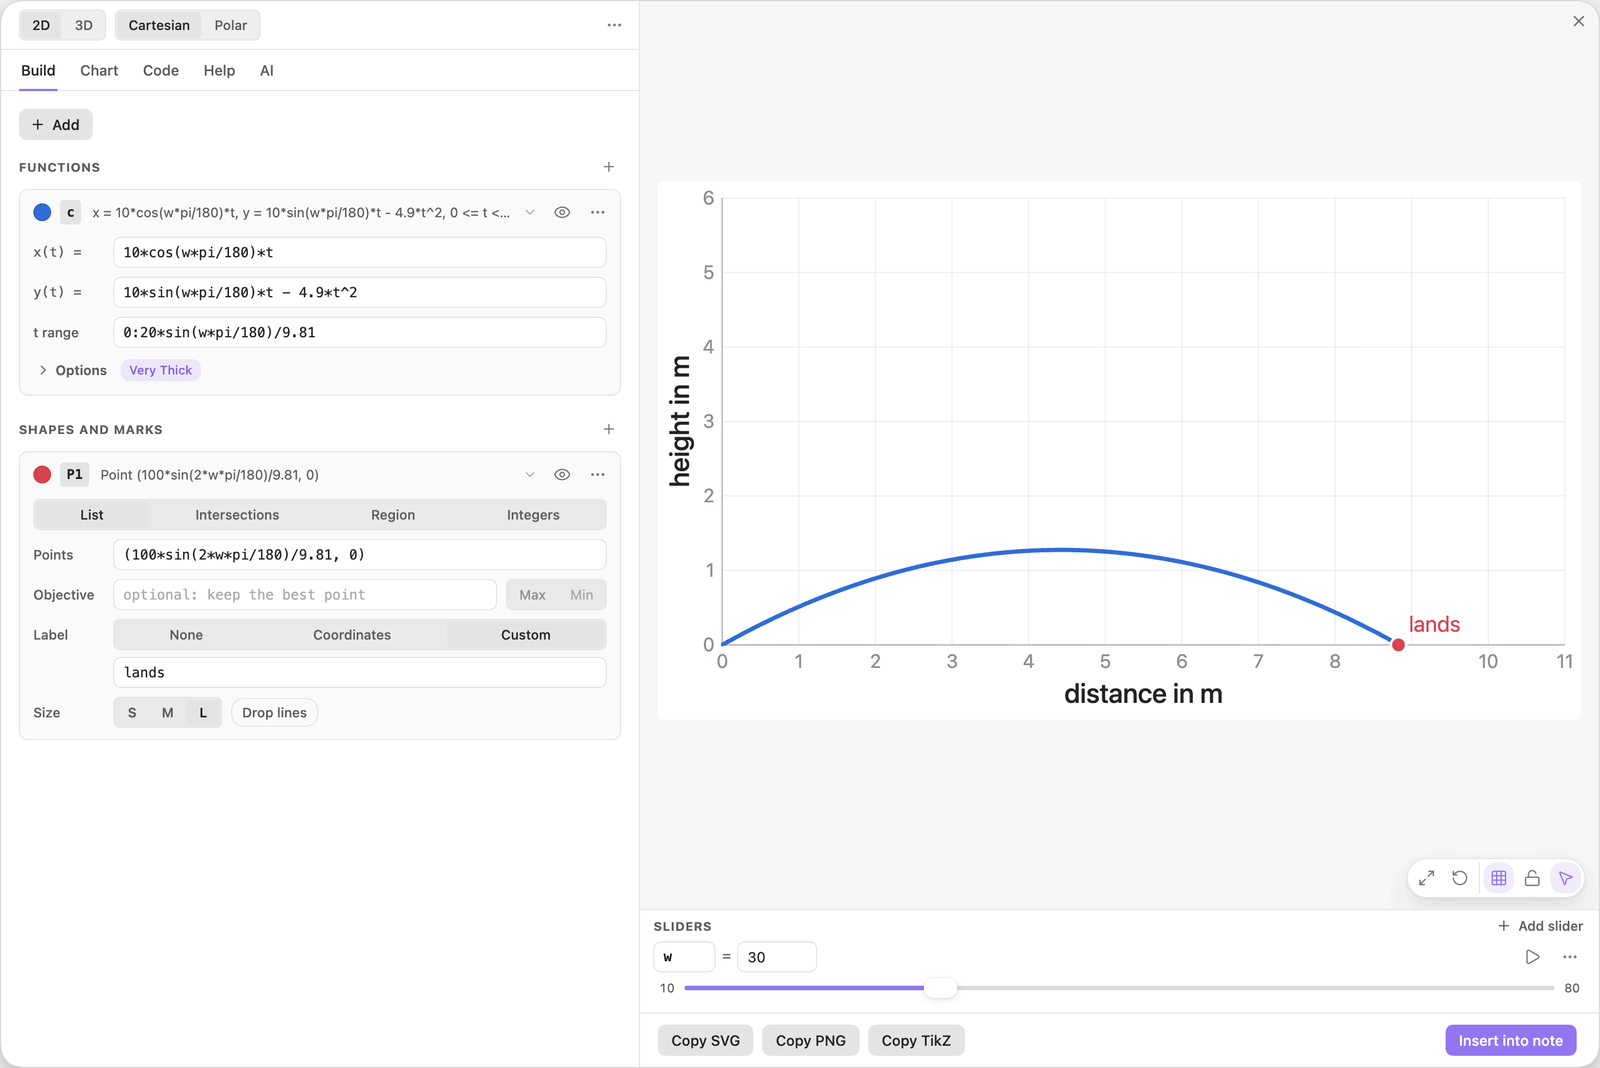 2D 3D Cartesian Polar
Build Chart Code Help AI
+ Add
FUNCTIONS
c x = 10*cos(w*pi/180)*t, y = 10*sin(w*pi/180)*t - 4.9*t^2, 0 <= t <...
x(t) = 10*cos(w*pi/180)*t
y(t) = 10*sin(w*pi/180)*t - 4.9*t^2
t range 0:20*sin(w*pi/180)/9.81
Options Very Thick
SHAPES AND MARKS
P1 Point (100*sin(2*w*pi/180)/9.81, 0)
List Intersections Region Integers
Points (100*sin(2*w*pi/180)/9.81, 0)
Objective optional: keep the best point Max Min
Label None Coordinates Custom
lands
Size S M L Drop lines
height in m
6
5
4
3
2
1
0
lands
0 1 2 3 4 5 6 7 8 10 11
distance in m
SLIDERS + Add slider
w = 30
10 80
Copy SVG Copy PNG Copy TikZ Insert into note